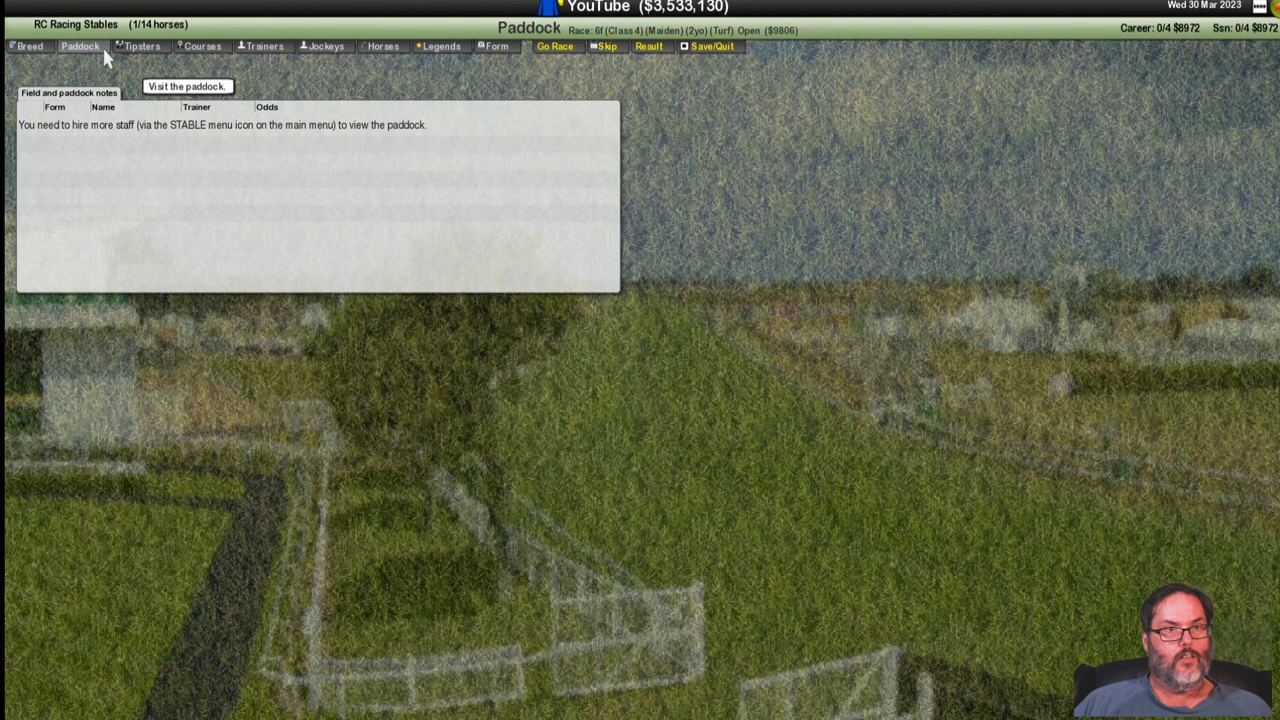 YouTube ($3,533,130)
Wed 30 Mar 2023
RC Racing Stables (1/14 horses)
Paddock Race: 6f (Class 4) (Maiden) (2yo) (Turf) Open ($9806)
Career: 0/4 $8972 Ssn: 0/4 $8972
Breed Paddock Tipsters Courses Trainers Jockeys Horses Legends Form Go Race Skip Result Save/Quit
Visit the paddock.
Field and paddock notes
Form Name Trainer Odds
You need to hire more staff (via the STABLE menu icon on the main menu) to view the paddock.